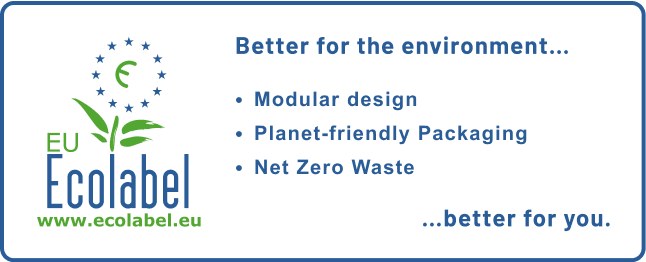 Better for the environment...
• Modular design
• Planet-friendly Packaging
• Net Zero Waste
...better for you.
EU
Ecolabel
www.ecolabel.eu